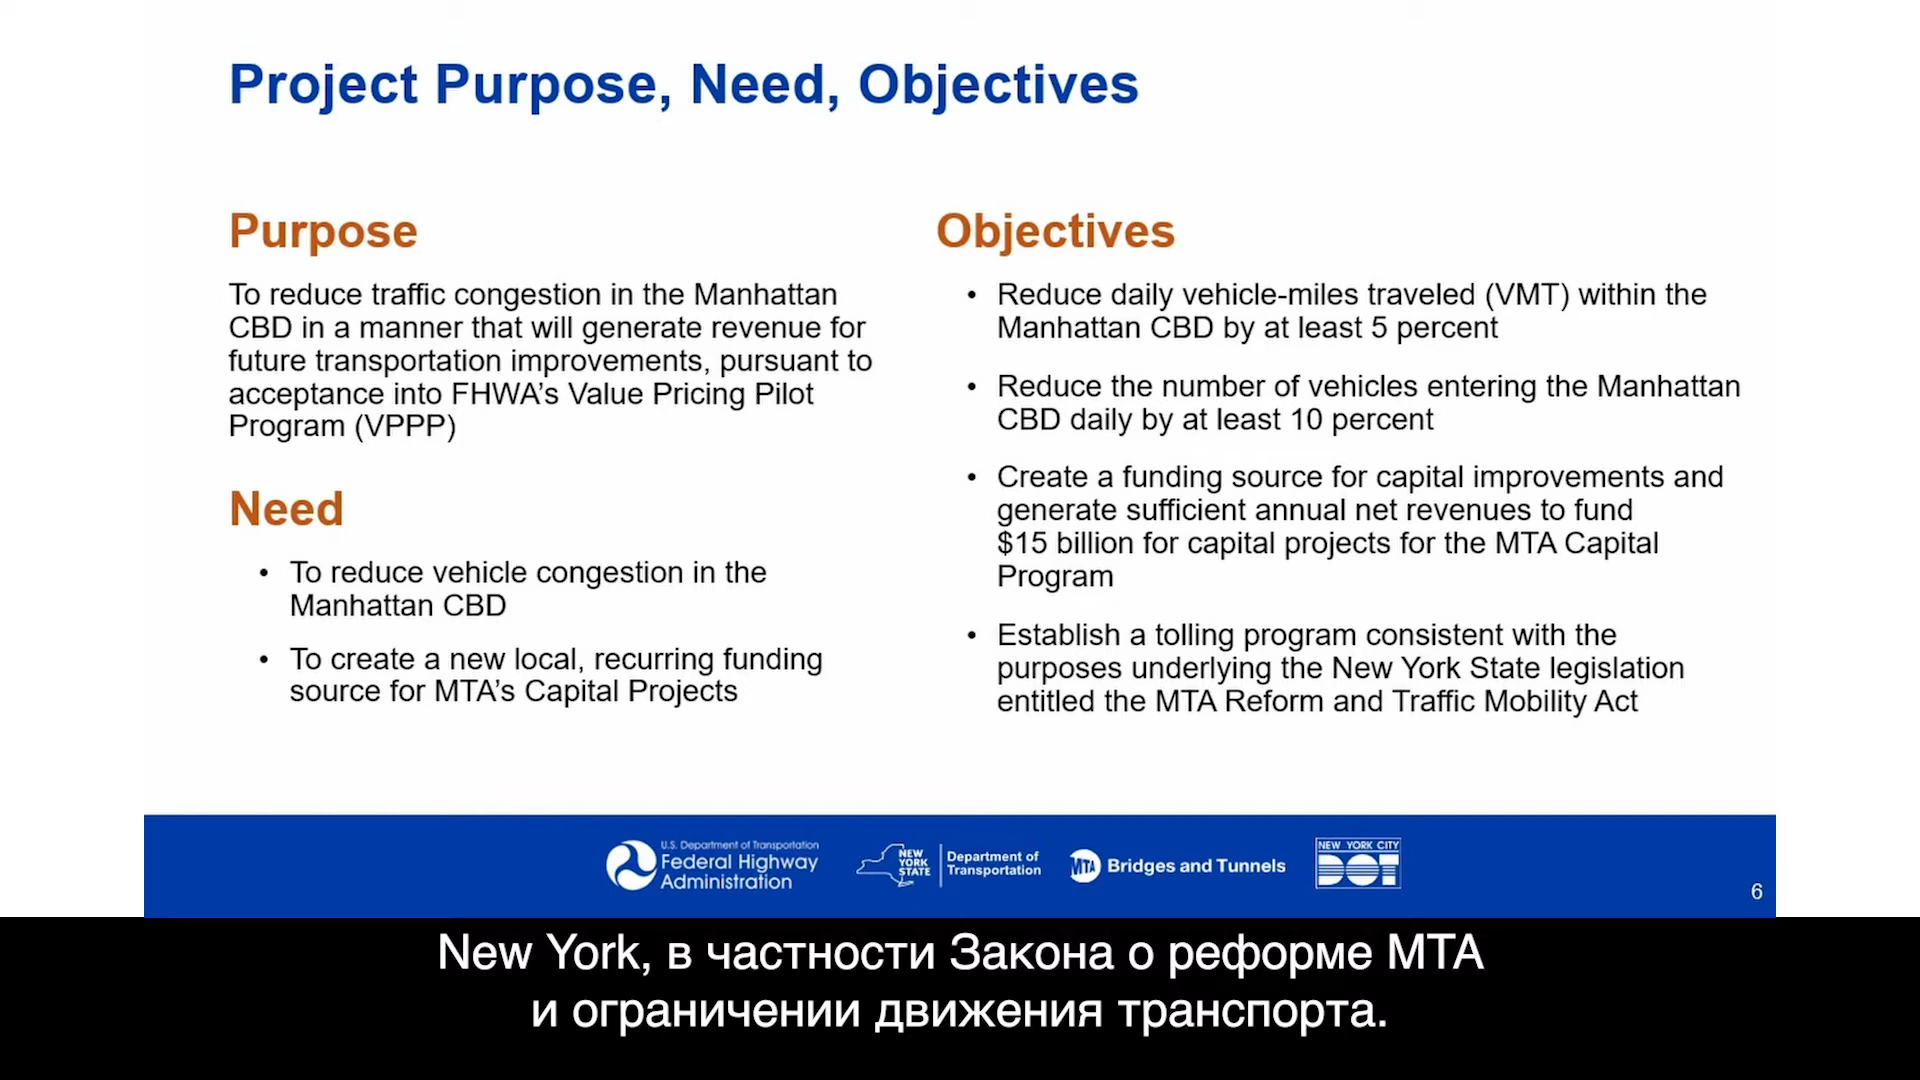 Project Purpose, Need, Objectives
Purpose
To reduce traffic congestion in the Manhattan
CBD in a manner that will generate revenue for
future transportation improvements, pursuant to
acceptance into FHWA's Value Pricing Pilot
Program (VPPP)
Need
• To reduce vehicle congestion in the
Manhattan CBD
• To create a new local, recurring funding
source for MTA's Capital Projects
Objectives
• Reduce daily vehicle-miles traveled (VMT) within the
Manhattan CBD by at least 5 percent
• Reduce the number of vehicles entering the Manhattan
CBD daily by at least 10 percent
• Create a funding source for capital improvements and
generate sufficient annual net revenues to fund
$15 billion for capital projects for the MTA Capital
Program
• Establish a tolling program consistent with the
purposes underlying the New York State legislation
entitled the MTA Reform and Traffic Mobility Act
U.S. Department of Transportation
Federal Highway
Administration
NEW
YORK
STATE
Department of
Transportation
MTA
Bridges and Tunnels
NEW YORK CITY
DOT
6
New York, в частности Закона о реформе МТА
и ограничении движения транспорта.